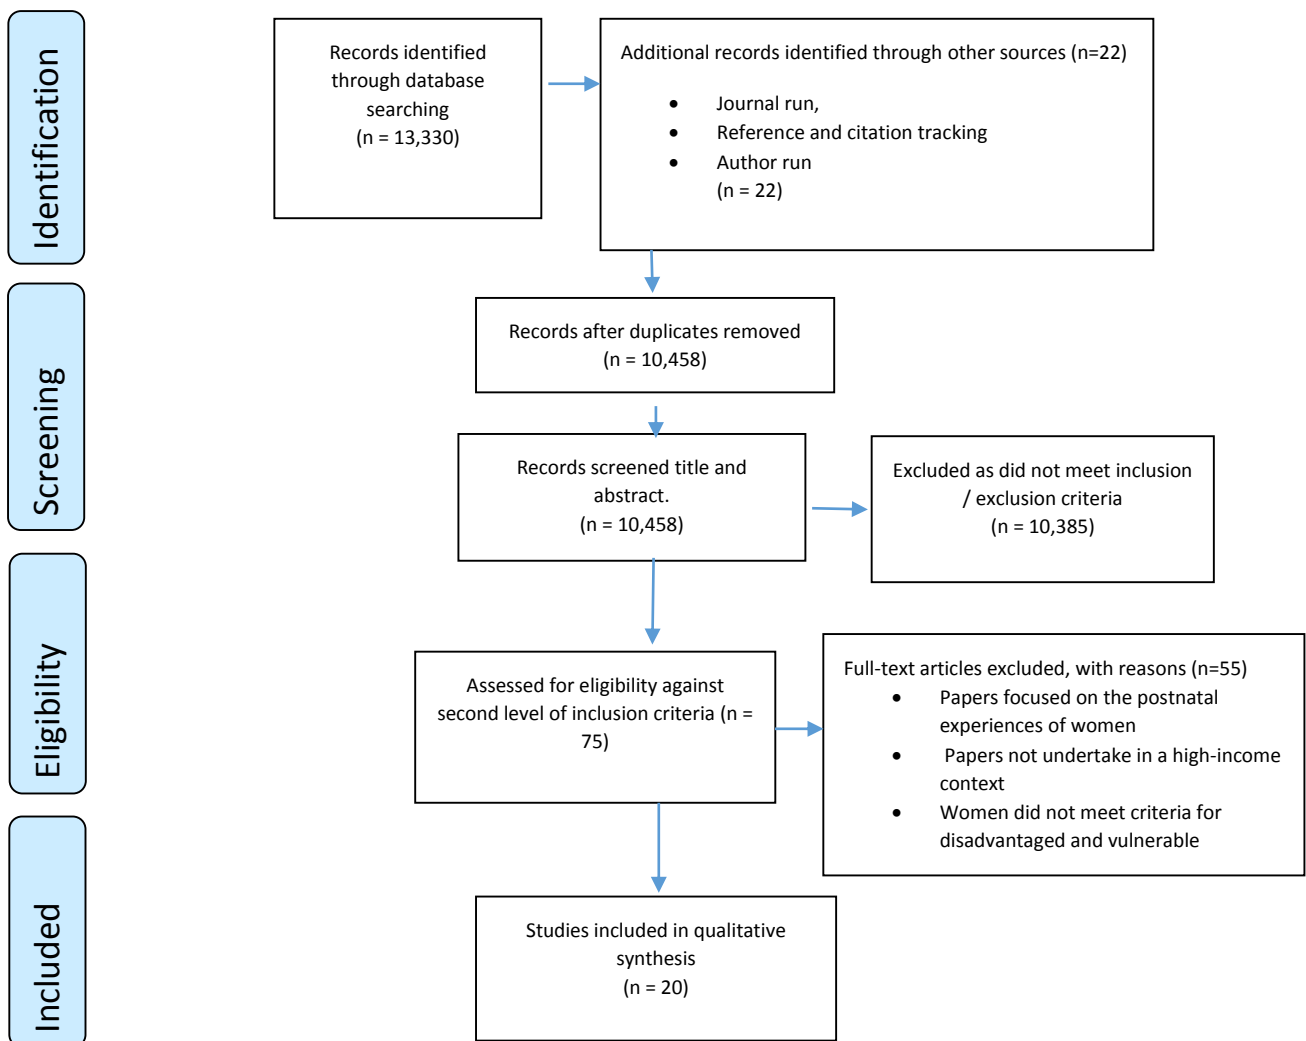 Identification
Records identified
through database
searching
(n = 13,330)
Additional records identified through other sources (n=22)
• Journal run,
• Reference and citation tracking
• Author run
(n = 22)
Screening
Records after duplicates removed
(n = 10,458)
Records screened title and
abstract.
(n = 10,458)
Excluded as did not meet inclusion
/ exclusion criteria
(n = 10,385)
Eligibility
Assessed for eligibility against
second level of inclusion criteria (n =
75)
Full-text articles excluded, with reasons (n=55)
• Papers focused on the postnatal
experiences of women
• Papers not undertake in a high-income
context
• Women did not meet criteria for
disadvantaged and vulnerable
Included
Studies included in qualitative
synthesis
(n = 20)